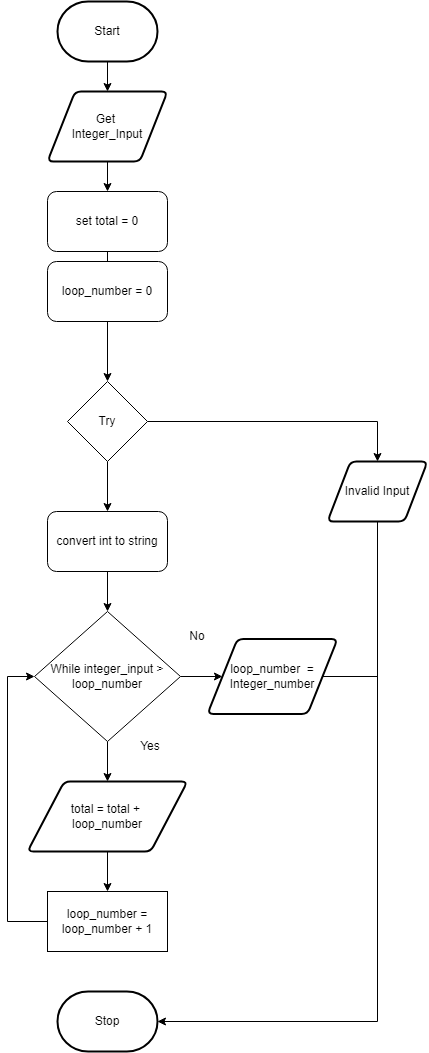 Start
Get
Integer_Input
set total = 0
loop_number = 0
Try
Invalid Input
convert int to string
While integer_input >
loop_number
No
loop_number =
Integer_number
Yes
total = total +
loop_number
loop_number =
loop_number + 1
Stop